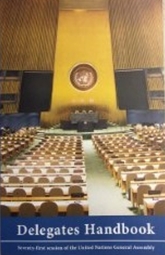 Delegates Handbook
Seventy-first session of the United Nations General Assembly